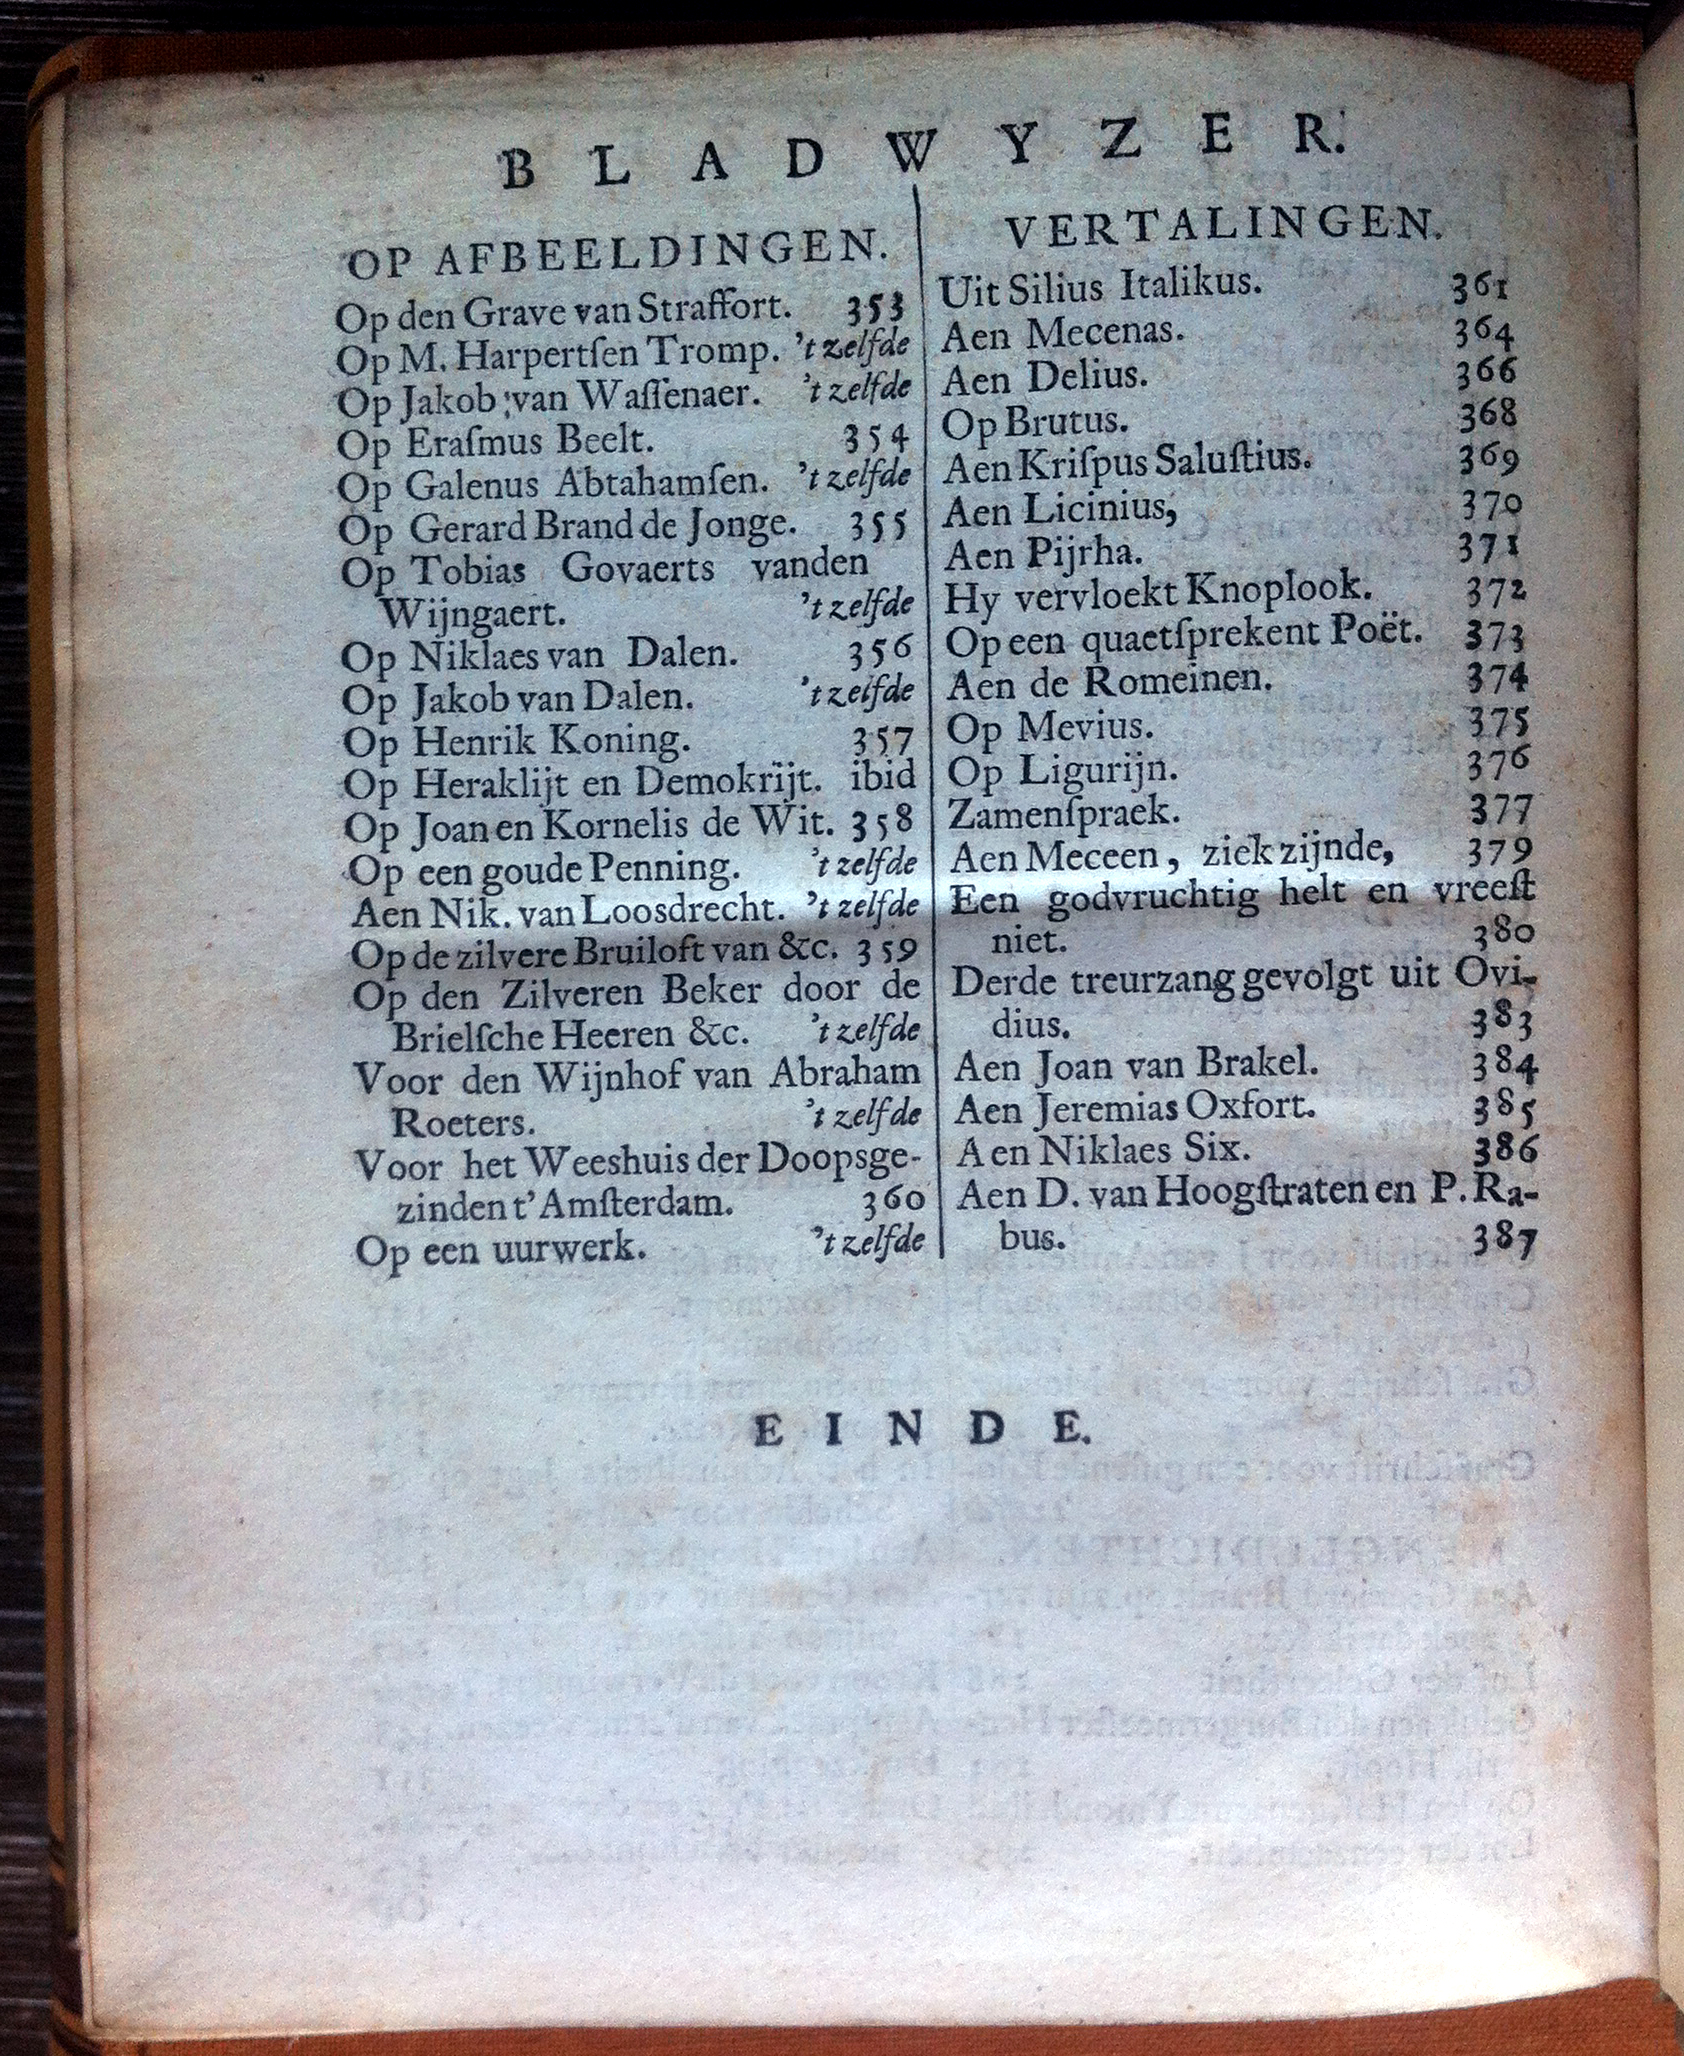 BLADWYZER.
OP AFBEELDINGEN.
Op den Grave van Straffort. 353
Op M. Harpertſen Tromp. 't zelfde
Op Jakob van Waſſenaer. 't zelfde
Op Eraſmus Beelt. 354
Op Galenus Abtahamſen. 't zelfde
Op Gerard Brand de Jonge. 355
Op Tobias Govaerts vanden
Wijngaert. 't zelfde
Op Niklaes van Dalen. 356
Op Jakob van Dalen. 't zelfde
Op Henrik Koning. 357
Op Heraklijt en Demokrijt. ibid
Op Joan en Kornelis de Wit. 358
Op een goude Penning. 't zelfde
Aen Nik. van Loosdrecht. 't zelfde
Op de zilvere Bruiloft van &c. 359
Op den Zilveren Beker door de
Brielſche Heeren &c. 't zelfde
Voor den Wijnhof van Abraham
Roeters. 't zelfde
Voor het Weeshuis der Doopsge-
zinden t' Amſterdam. 360
Op een uurwerk. 't zelfde
VERTALINGEN.
Uit Silius Italikus. 361
Aen Mecenas. 364
Aen Delius. 366
Op Brutus. 368
Aen Kriſpus Saluſtius. 369
Aen Licinius, 370
Aen Pijrha. 371
Hy vervloekt Knoplook. 372
Op een quaetſprekent Poët. 373
Aen de Romeinen. 374
Op Mevius. 375
Op Ligurijn. 376
Zamenſpraek. 377
Aen Meceen, ziek zijnde, 379
Een godvruchtig helt en vreeſt
niet. 380
Derde treurzang gevolgt uit Ovi-
dius. 383
Aen Joan van Brakel. 384
Aen Jeremias Oxfort. 385
Aen Niklaes Six. 386
Aen D. van Hoogſtraten en P. Ra-
bus. 387
EINDE.